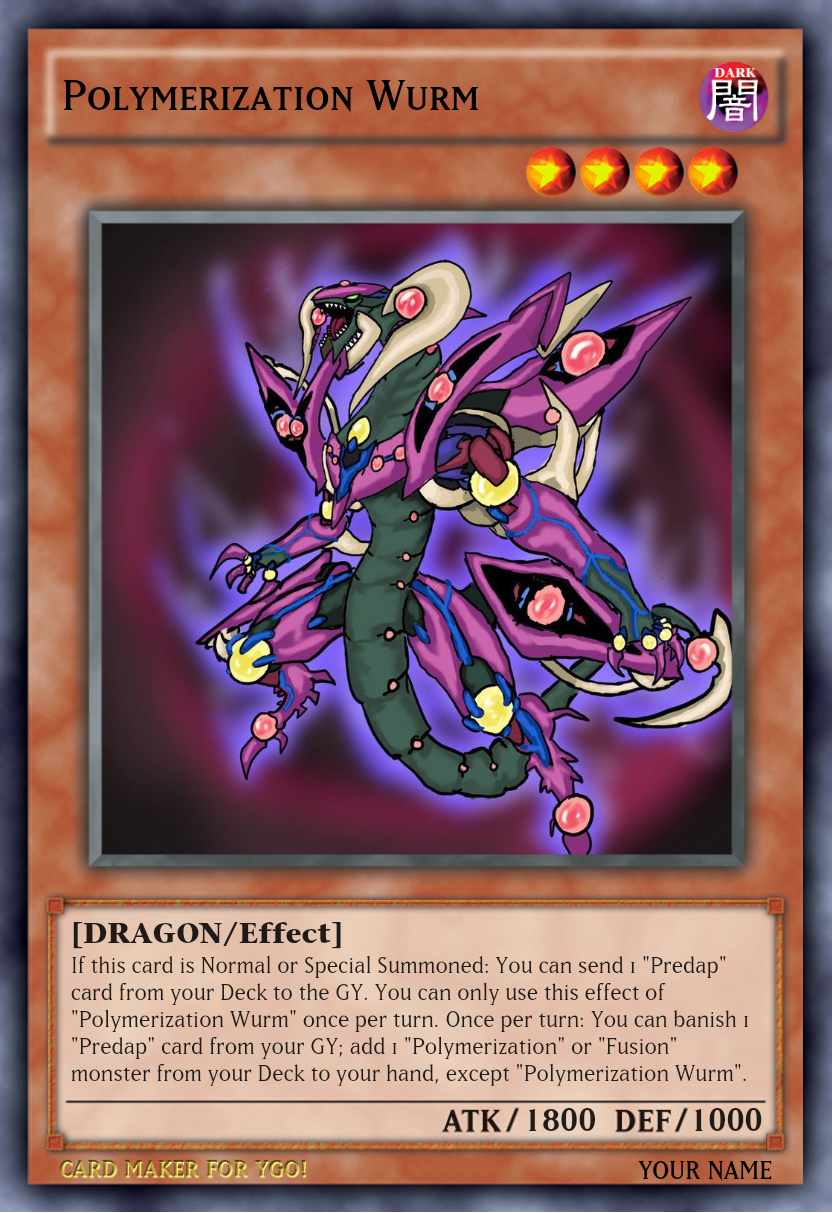 Polymerization Wurm
DARK
闇
[DRAGON/Effect]
If this card is Normal or Special Summoned: You can send 1 "Predap"
card from your Deck to the GY. You can only use this effect of
"Polymerization Wurm" once per turn. Once per turn: You can banish 1
"Predap" card from your GY; add 1 "Polymerization" or "Fusion"
monster from your Deck to your hand, except "Polymerization Wurm".
ATK/1800 DEF/1000
CARD MAKER FOR YGO! YOUR NAME